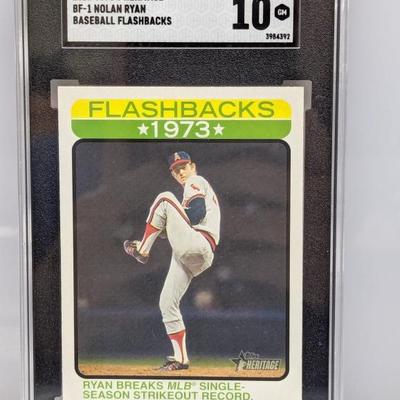 BF-1 NOLAN RYAN
BASEBALL FLASHBACKS
10 GM
3984392
FLASHBACKS
★1973★
Topps
HERITAGE
RYAN BREAKS MLB® SINGLE-
SEASON STRIKEOUT RECORD.